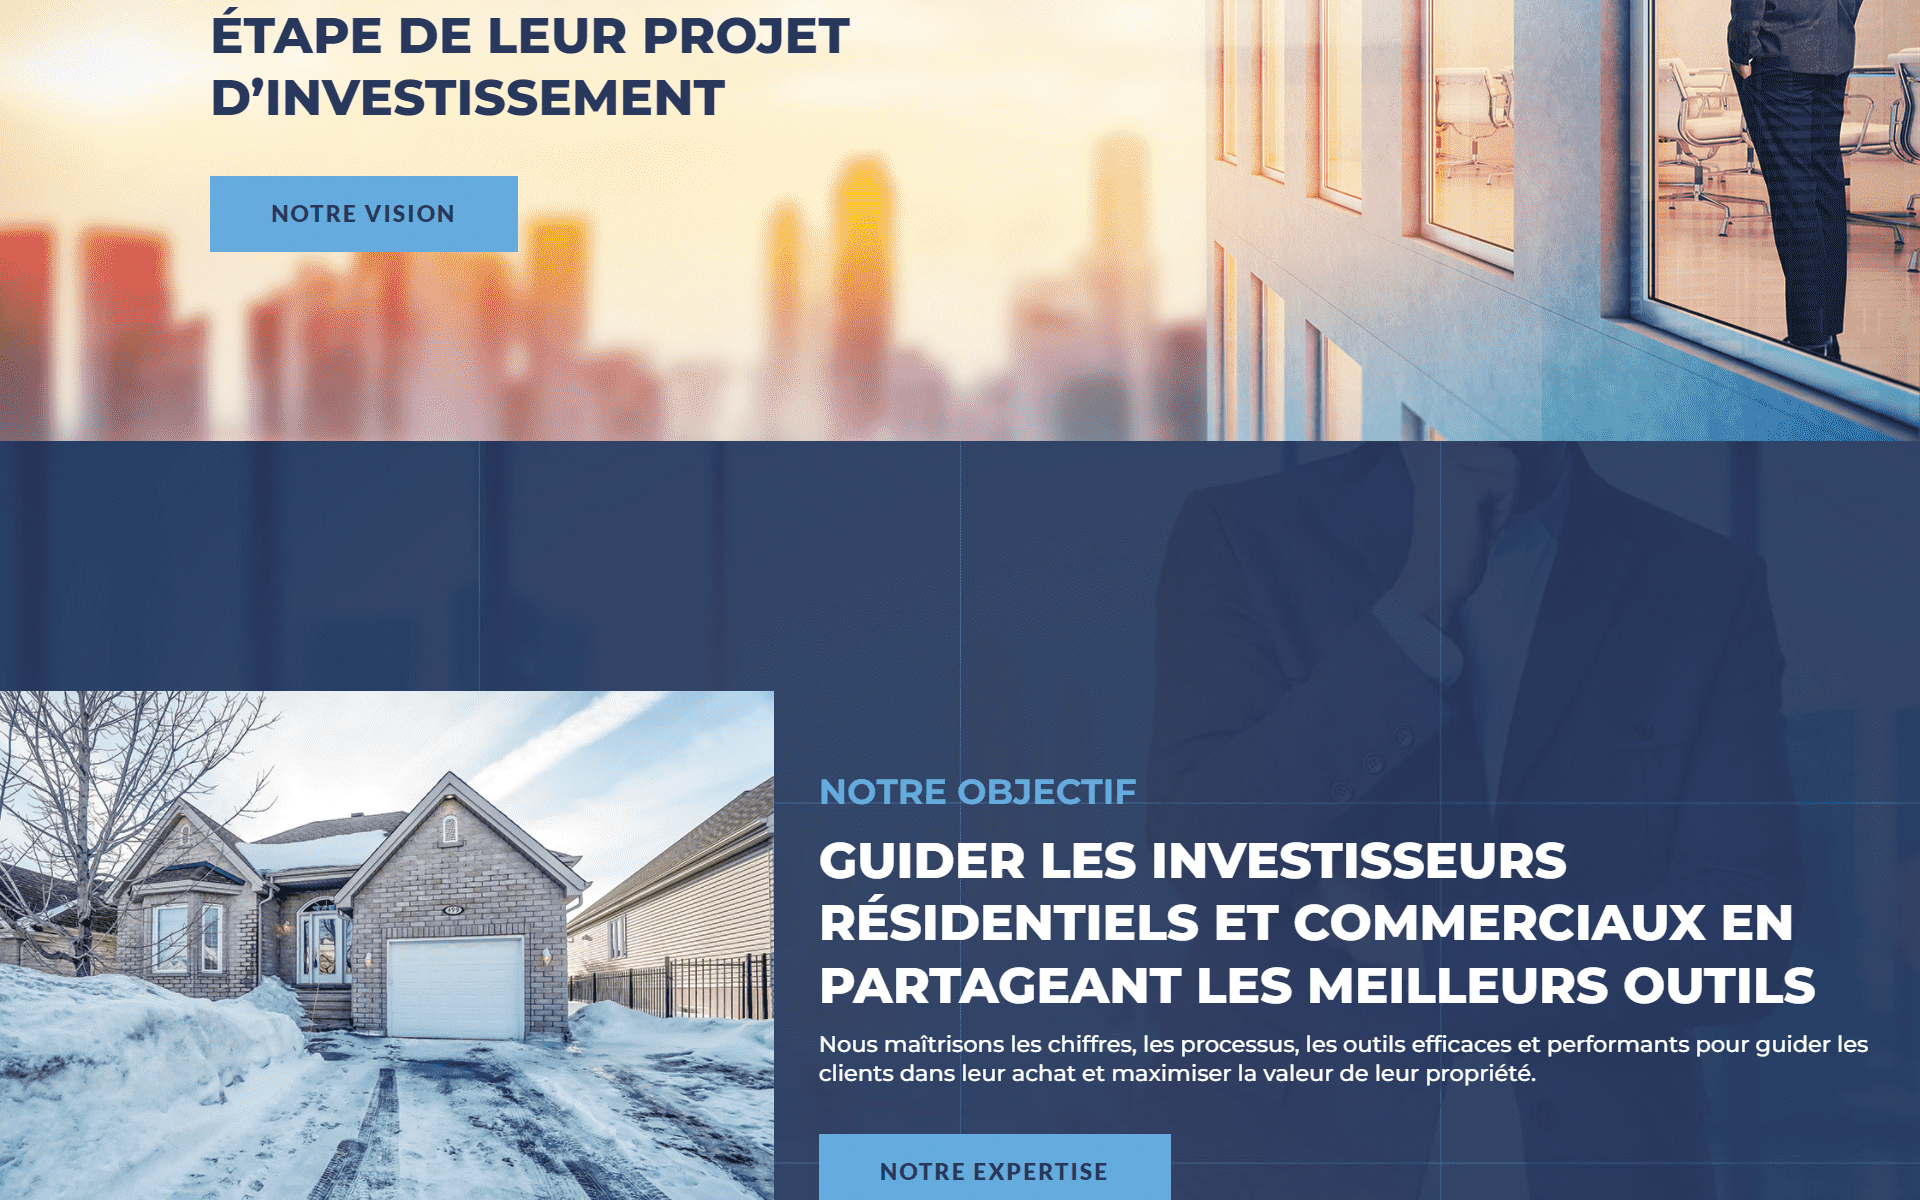 ÉTAPE DE LEUR PROJET
D’INVESTISSEMENT
NOTRE VISION
NOTRE OBJECTIF
GUIDER LES INVESTISSEURS
RÉSIDENTIELS ET COMMERCIAUX EN
PARTAGEANT LES MEILLEURS OUTILS
Nous maîtrisons les chiffres, les processus, les outils efficaces et performants pour guider les
clients dans leur achat et maximiser la valeur de leur propriété.
NOTRE EXPERTISE